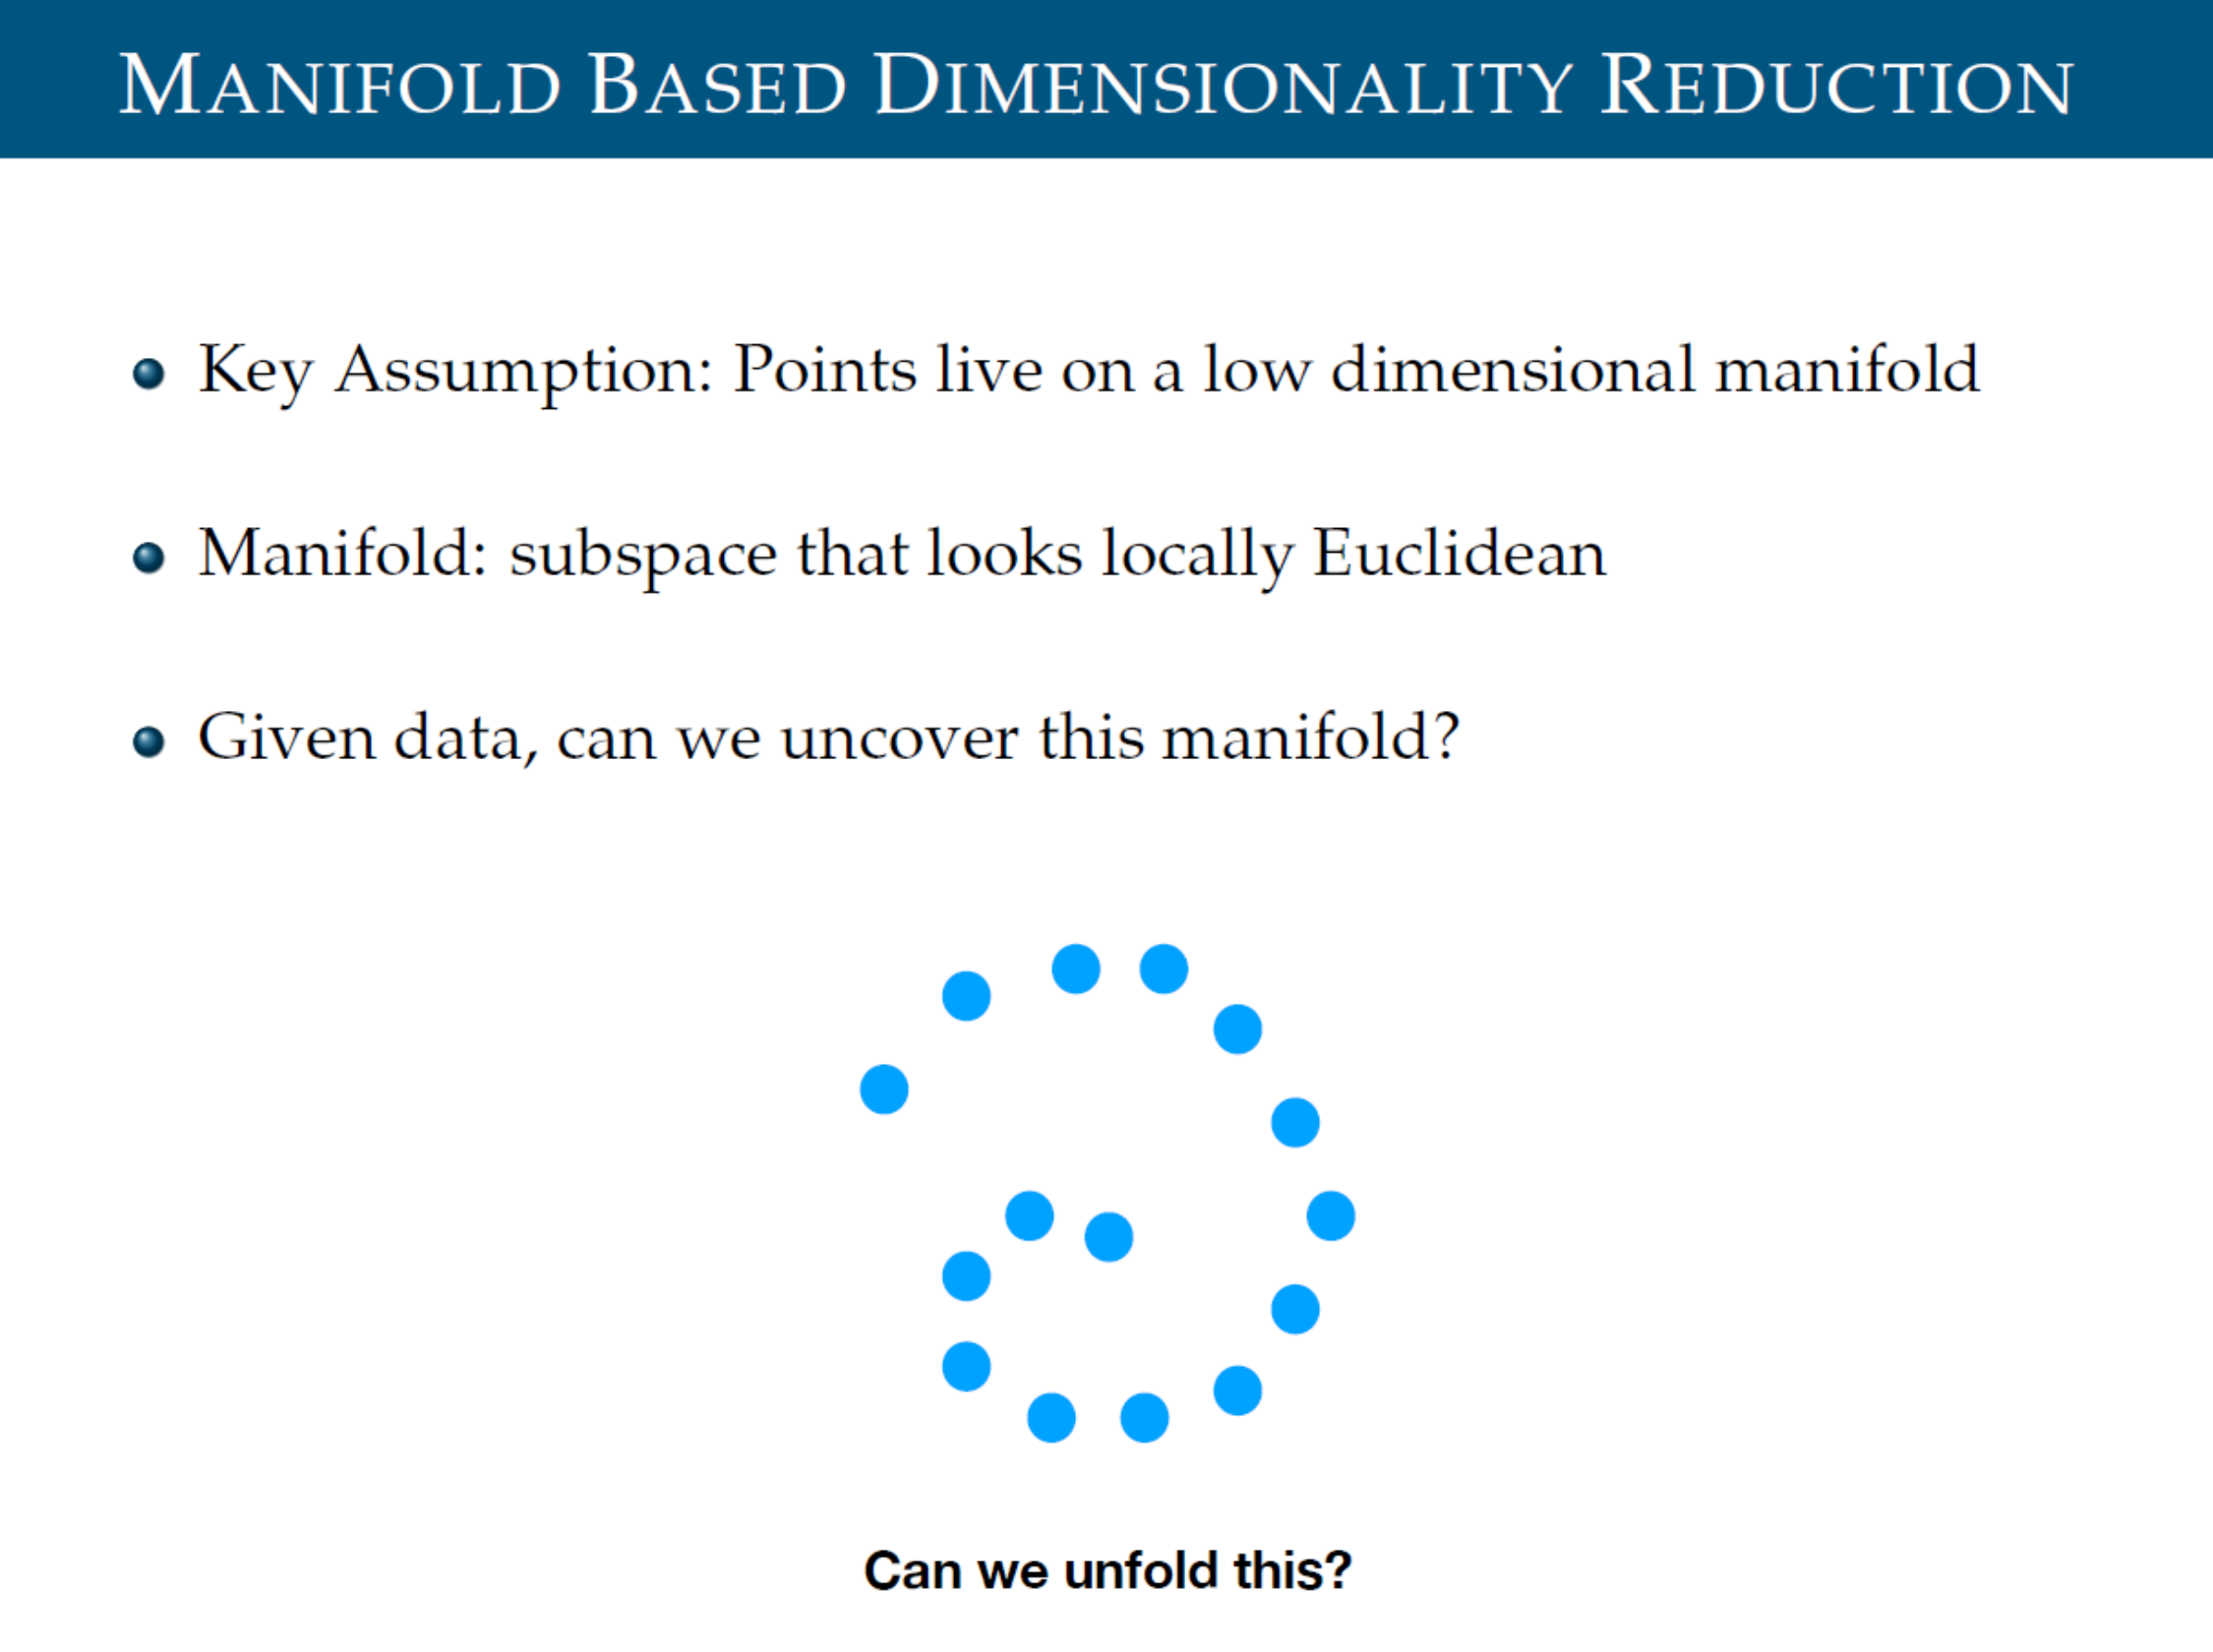 MANIFOLD BASED DIMENSIONALITY REDUCTION
Key Assumption: Points live on a low dimensional manifold
Manifold: subspace that looks locally Euclidean
Given data, can we uncover this manifold?
Can we unfold this?